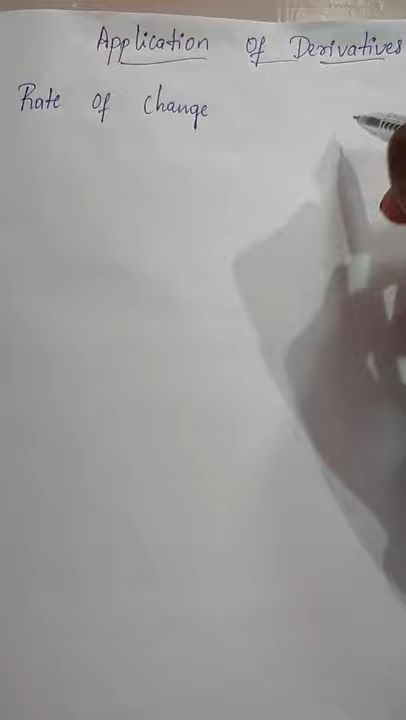 Application of Derivatives
Rate of change